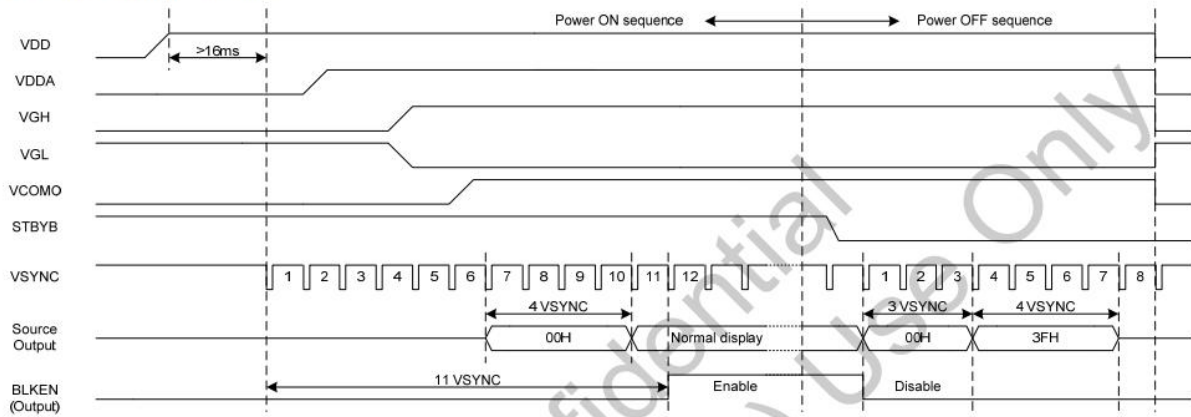 Power ON sequence Power OFF sequence
VDD
>16ms
VDDA
VGH
VGL
VCOMO
STBYB
VSYNC 1 2 3 4 5 6 7 8 9 10 11 12 1 2 3 4 5 6 7 8
4 VSYNC 3 VSYNC 4 VSYNC
Source
Output
00H Normal display 00H 3FH
11 VSYNC Enable Disable
BLKEN
(Output)
Use Only